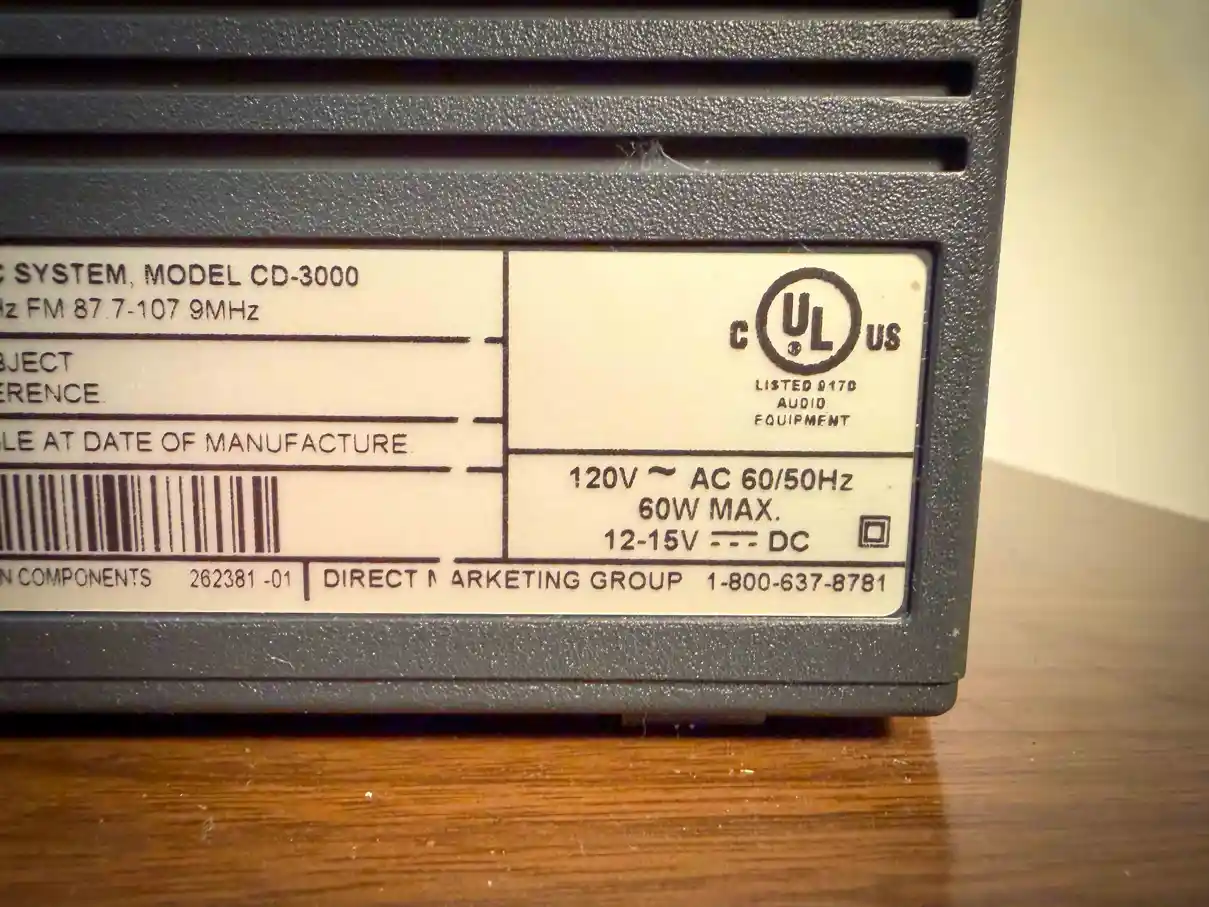 C SYSTEM, MODEL CD-3000
Hz FM 87.7-107.9MHz
BJECT
ERENCE.
LE AT DATE OF MANUFACTURE.
N COMPONENTS 262381-01
C UL US
®
LISTED 917D
AUDIO
EQUIPMENT
120V ~ AC 60/50Hz
60W MAX.
12-15V ⎓ DC
DIRECT MARKETING GROUP 1-800-637-8781